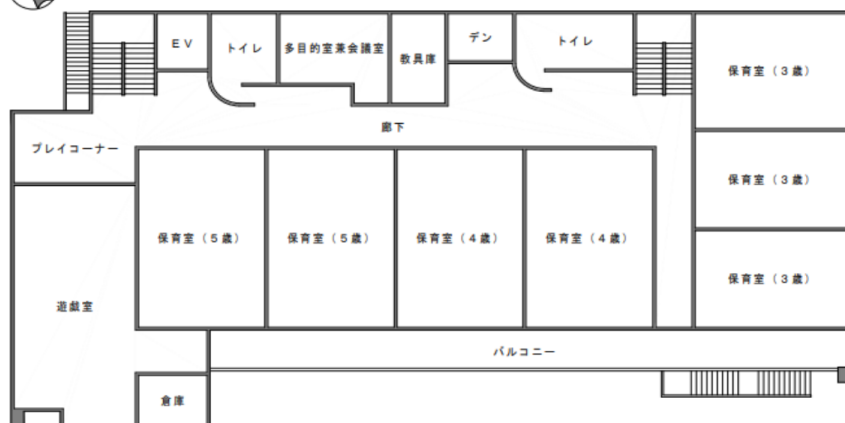 EV
トイレ
多目的室兼会議室
教具庫
デン
トイレ
保育室(3歳)
廊下
プレイコーナー
保育室(3歳)
保育室(5歳)
保育室(5歳)
保育室(4歳)
保育室(4歳)
保育室(3歳)
遊戯室
バルコニー
倉庫